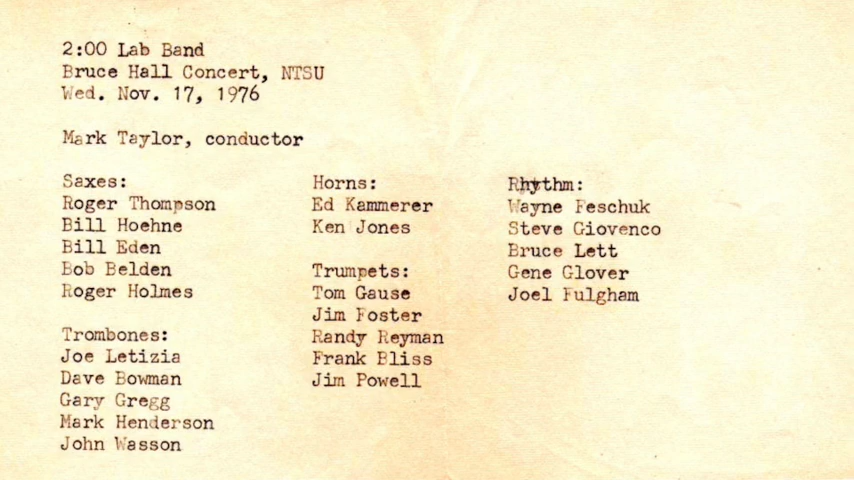 2:00 Lab Band
Bruce Hall Concert, NTSU
Wed. Nov. 17, 1976
Mark Taylor, conductor
Saxes:
Roger Thompson
Bill Hoehne
Bill Eden
Bob Belden
Roger Holmes
Trombones:
Joe Letizia
Dave Bowman
Gary Gregg
Mark Henderson
John Wasson
Horns:
Ed Kammerer
Ken Jones
Trumpets:
Tom Gause
Jim Foster
Randy Reyman
Frank Bliss
Jim Powell
Rhythm:
Wayne Feschuk
Steve Giovenco
Bruce Lett
Gene Glover
Joel Fulgham